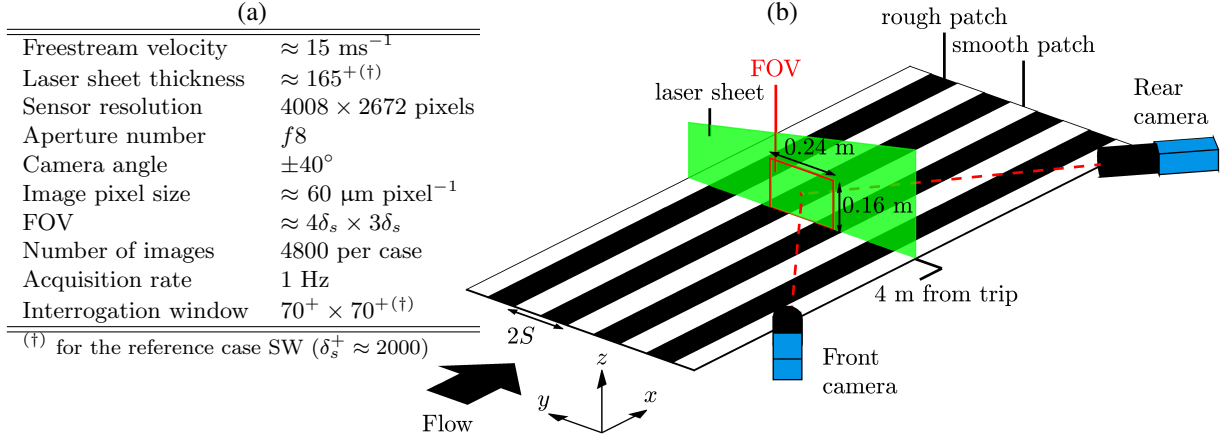 (a)
Freestream velocity ≈ 15 ms⁻¹
Laser sheet thickness ≈ 165⁺⁽†⁾
Sensor resolution 4008 × 2672 pixels
Aperture number f8
Camera angle ±40°
Image pixel size ≈ 60 µm pixel⁻¹
FOV ≈ 4δₛ × 3δₛ
Number of images 4800 per case
Acquisition rate 1 Hz
Interrogation window 70⁺ × 70⁺⁽†⁾
⁽†⁾ for the reference case SW (δₛ⁺ ≈ 2000)
(b)
rough patch
smooth patch
FOV
laser sheet
Rear
camera
0.24 m
0.16 m
4 m from trip
2S
Front
camera
z
y
x
Flow